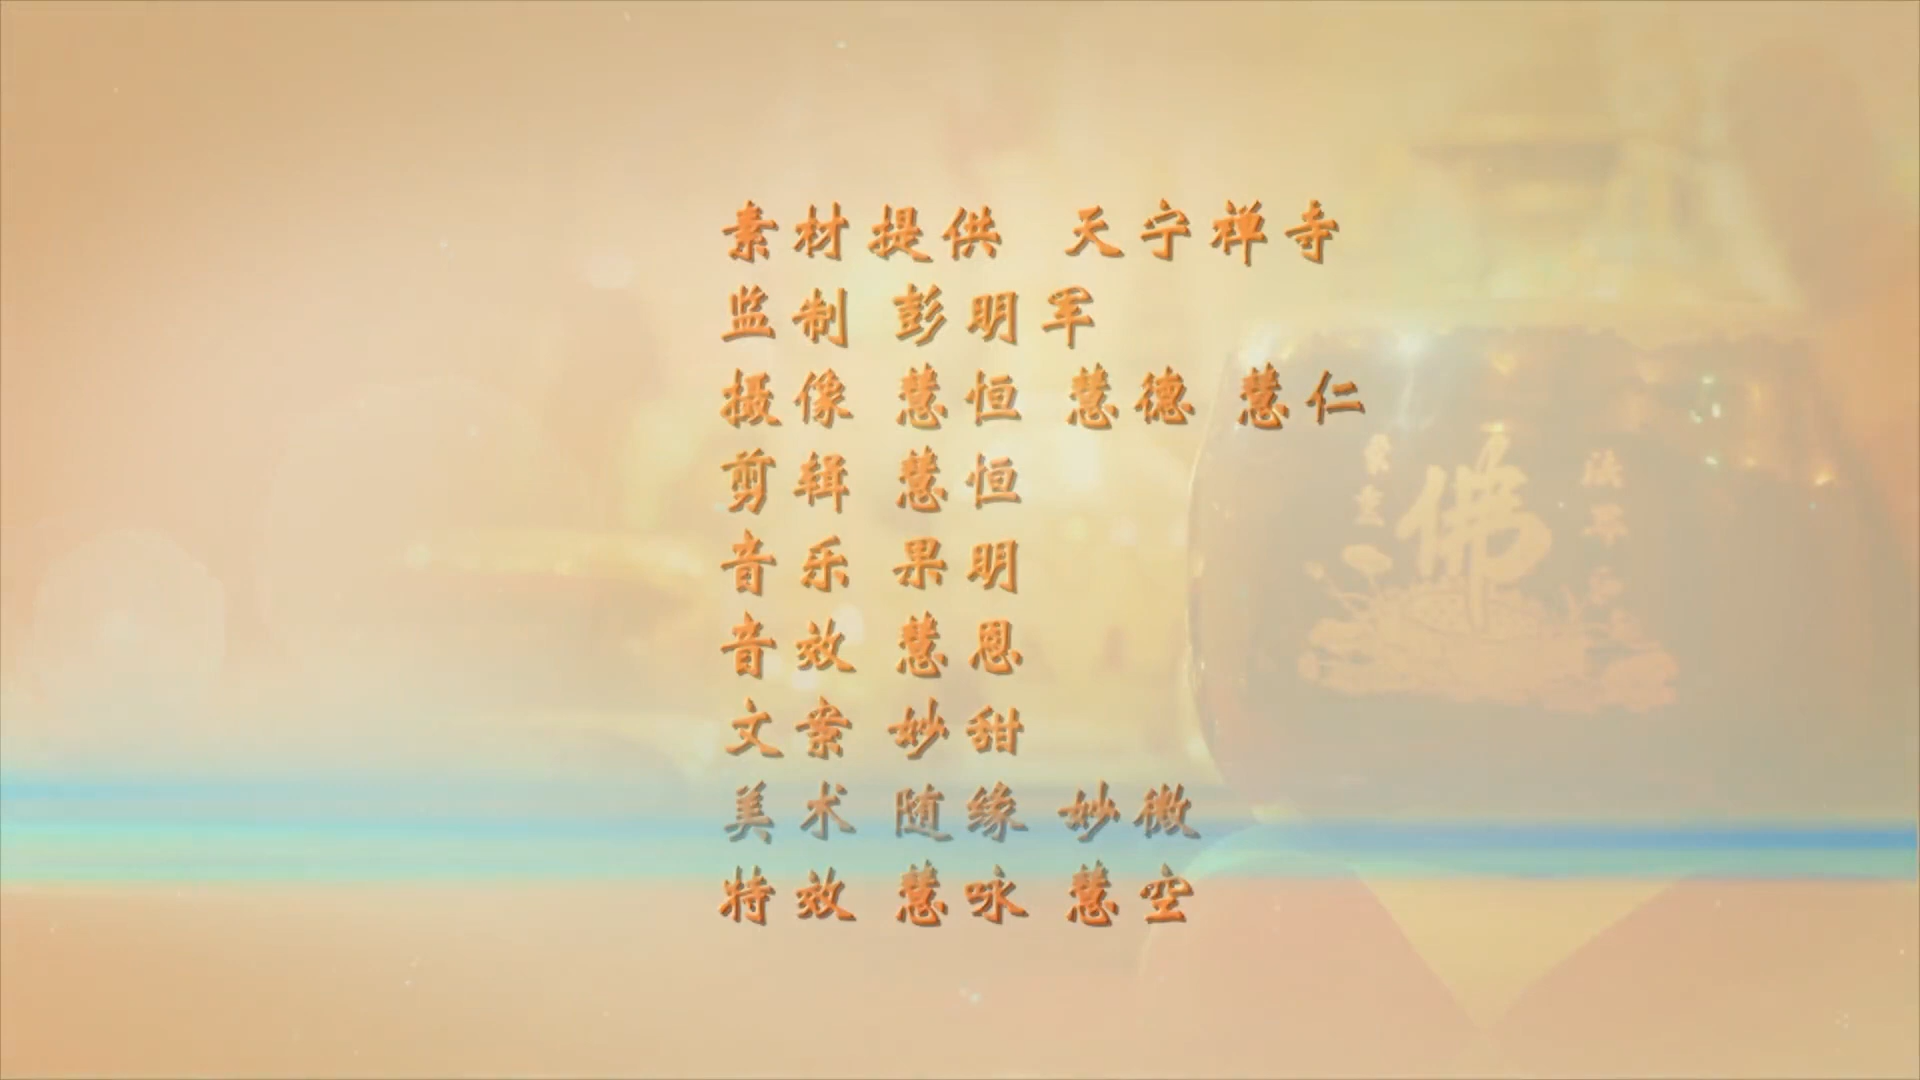 素材提供 天宁禅寺
监制 彭明军
摄像 慧恒 慧德 慧仁
剪辑 慧恒
音乐 果明
音效 慧恩
文案 妙甜
美术 随缘 妙微
特效 慧咏 慧空
佛